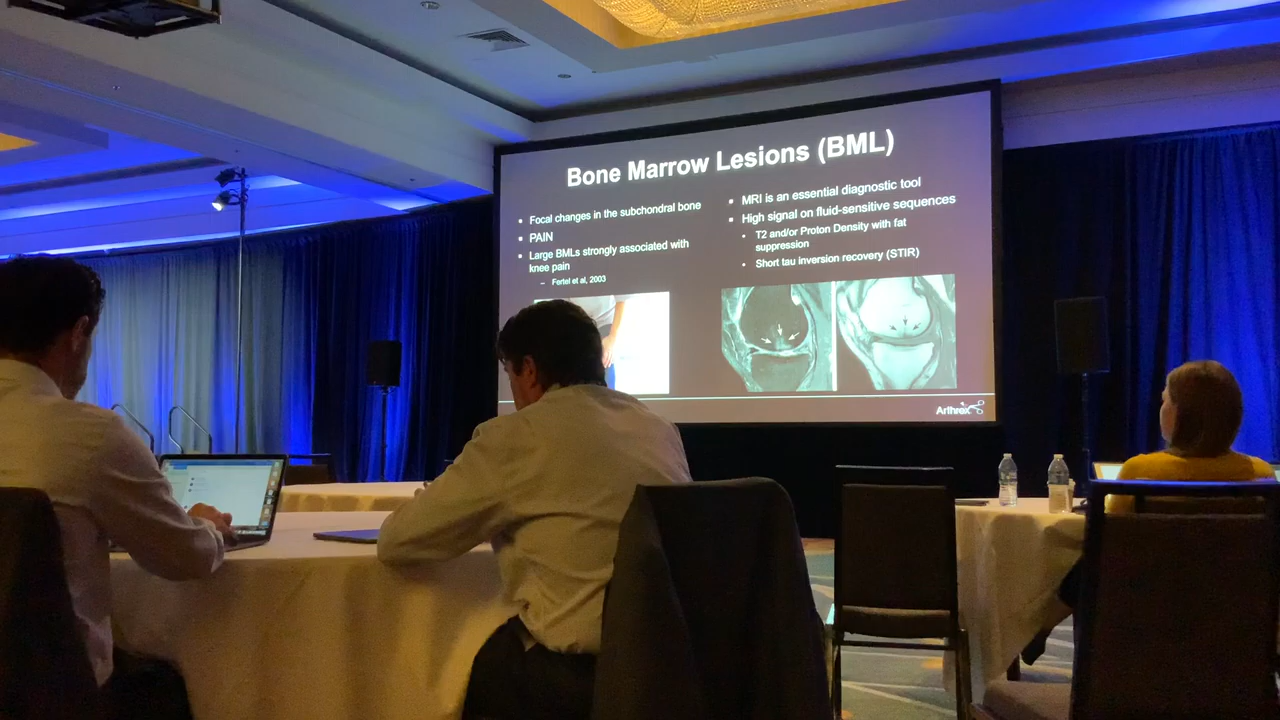 Bone Marrow Lesions (BML)
Focal changes in the subchondral bone
PAIN
Large BMLs strongly associated with
knee pain
Fertel et al, 2003
MRI is an essential diagnostic tool
High signal on fluid-sensitive sequences
T2 and/or Proton Density with fat
suppression
Short tau inversion recovery (STIR)
Arthrex